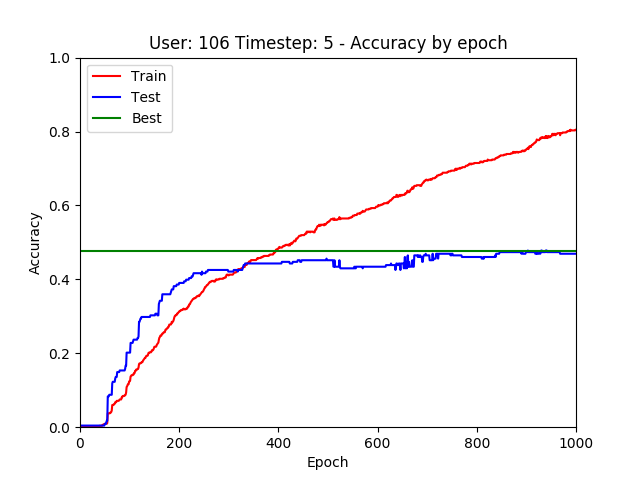 User: 106 Timestep: 5 - Accuracy by epoch
1.0
0.8
0.6
0.4
0.2
0.0
Accuracy
Train
Test
Best
0 200 400 600 800 1000
Epoch